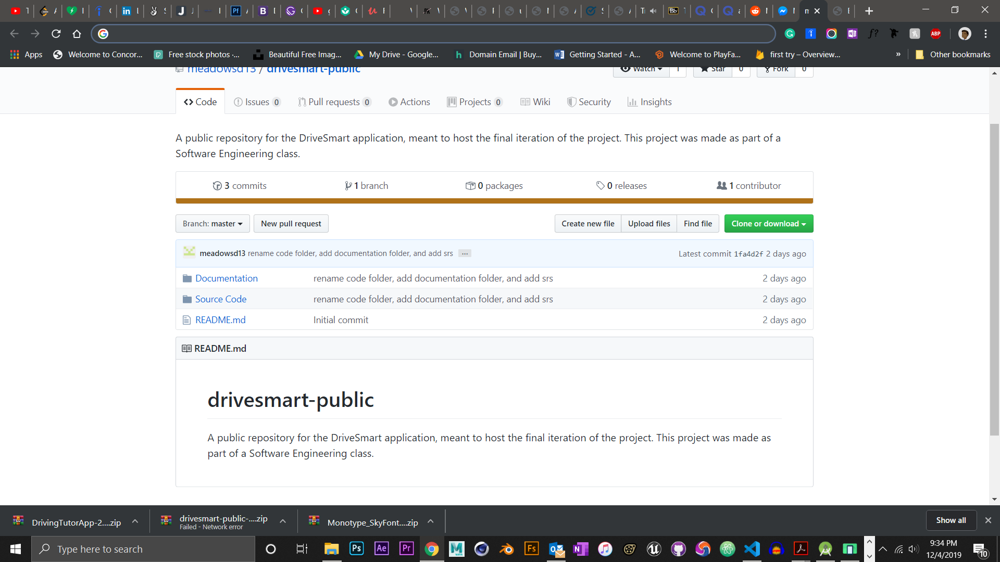 Apps
Welcome to Concor...
Free stock photos ·...
Beautiful Free Imag...
My Drive - Google...
Domain Email | Buy...
Getting Started - A...
Welcome to PlayFa...
first try – Overview...
»
Other bookmarks
meadowsd13 / drivesmart-public
Watch 1
Star 0
Fork 0
Code
Issues 0
Pull requests 0
Actions
Projects 0
Wiki
Security
Insights
A public repository for the DriveSmart application, meant to host the final iteration of the project. This project was made as part of a
Software Engineering class.
3 commits
1 branch
0 packages
0 releases
1 contributor
Branch: master
New pull request
Create new file
Upload files
Find file
Clone or download
meadowsd13 rename code folder, add documentation folder, and add srs ...
Latest commit 1fa4d2f 2 days ago
Documentation rename code folder, add documentation folder, and add srs 2 days ago
Source Code rename code folder, add documentation folder, and add srs 2 days ago
README.md Initial commit 2 days ago
README.md
drivesmart-public
A public repository for the DriveSmart application, meant to host the final iteration of the project. This project was made as
part of a Software Engineering class.
DrivingTutorApp-2....zip
drivesmart-public-....zip
Failed - Network error
Monotype_SkyFont....zip
Show all
Type here to search
9:34 PM
12/4/2019
10